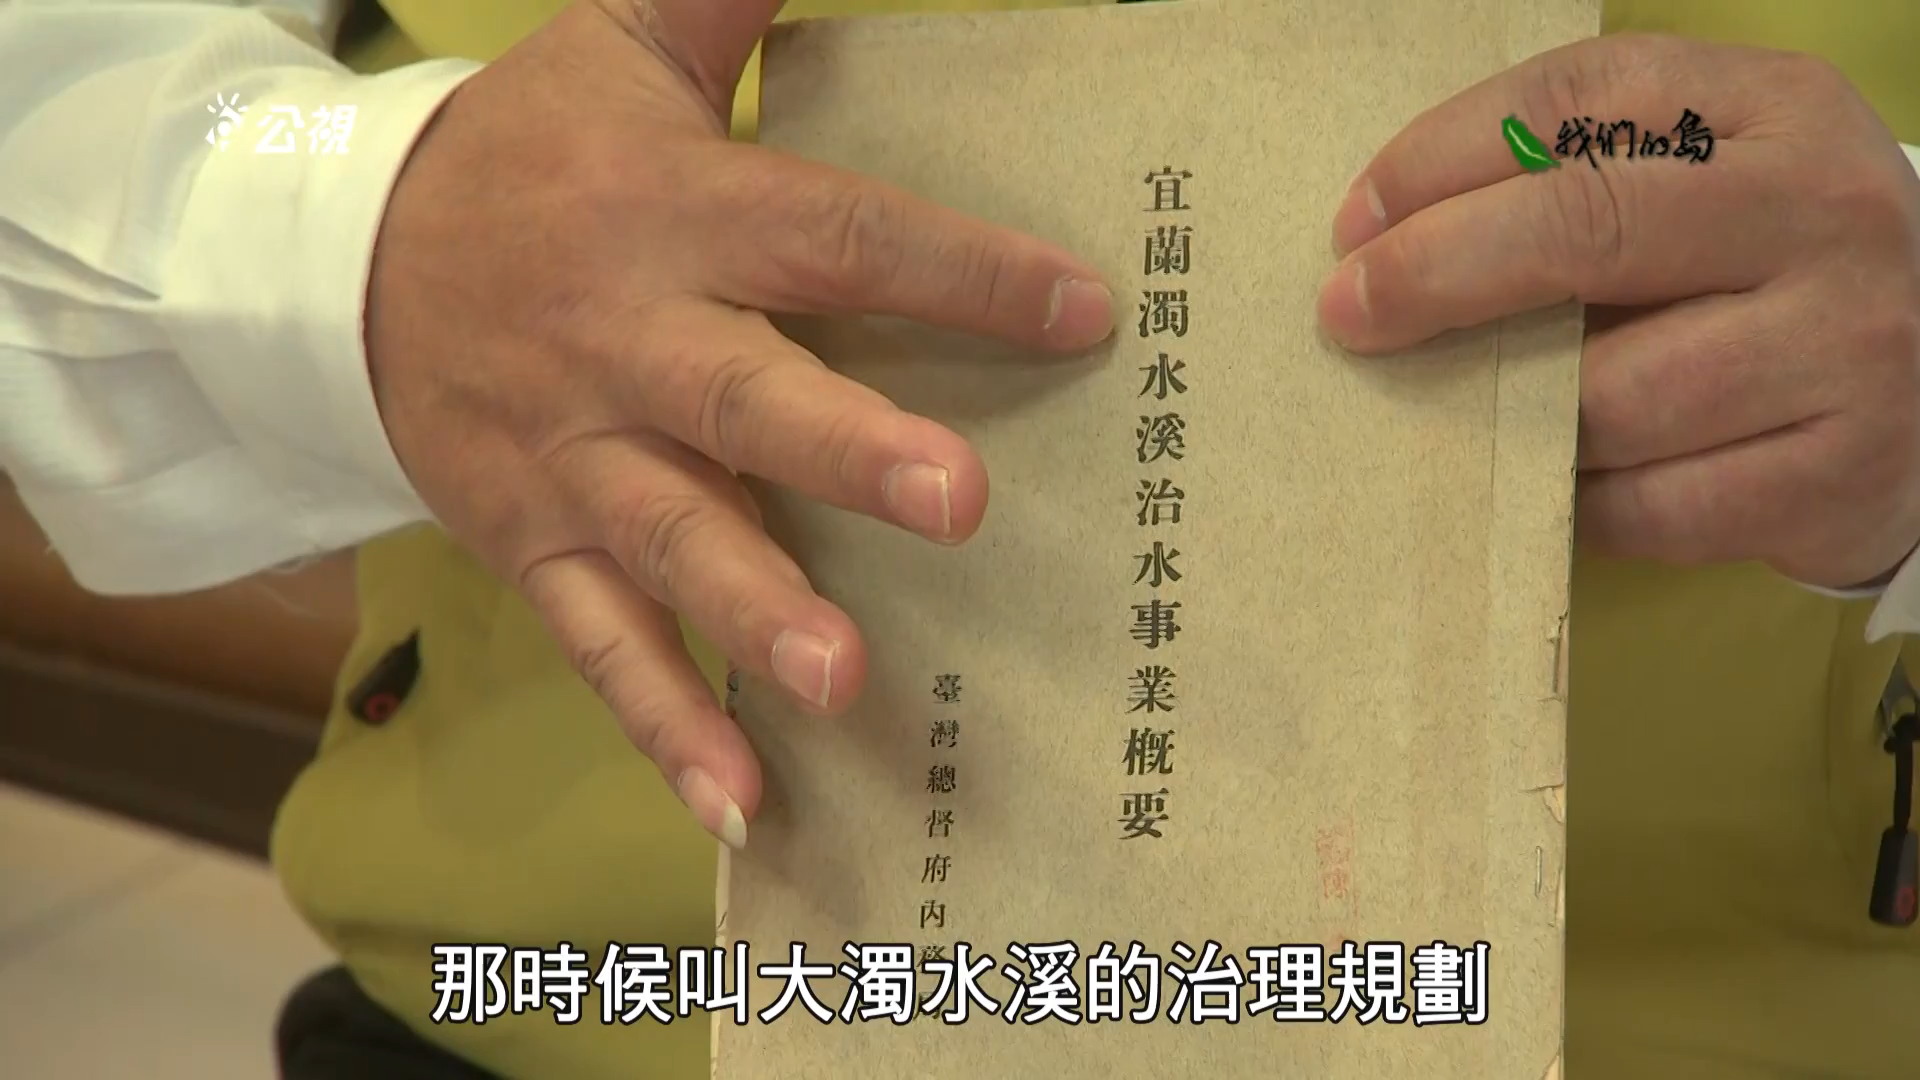 公視
我們的島
宜蘭濁水溪治水事業概要
臺灣總督府內務局
那時候叫大濁水溪的治理規劃